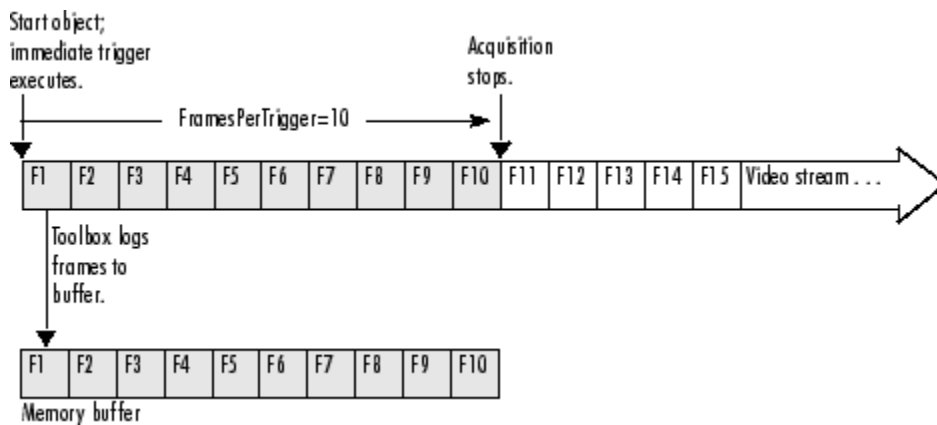 Start object;
immediate trigger
executes.
Acquisition
stops.
FramesPerTrigger=10
F1 F2 F3 F4 F5 F6 F7 F8 F9 F10 F11 F12 F13 F14 F15 Video stream . . .
Toolbox logs
frames to
buffer.
F1 F2 F3 F4 F5 F6 F7 F8 F9 F10
Memory buffer